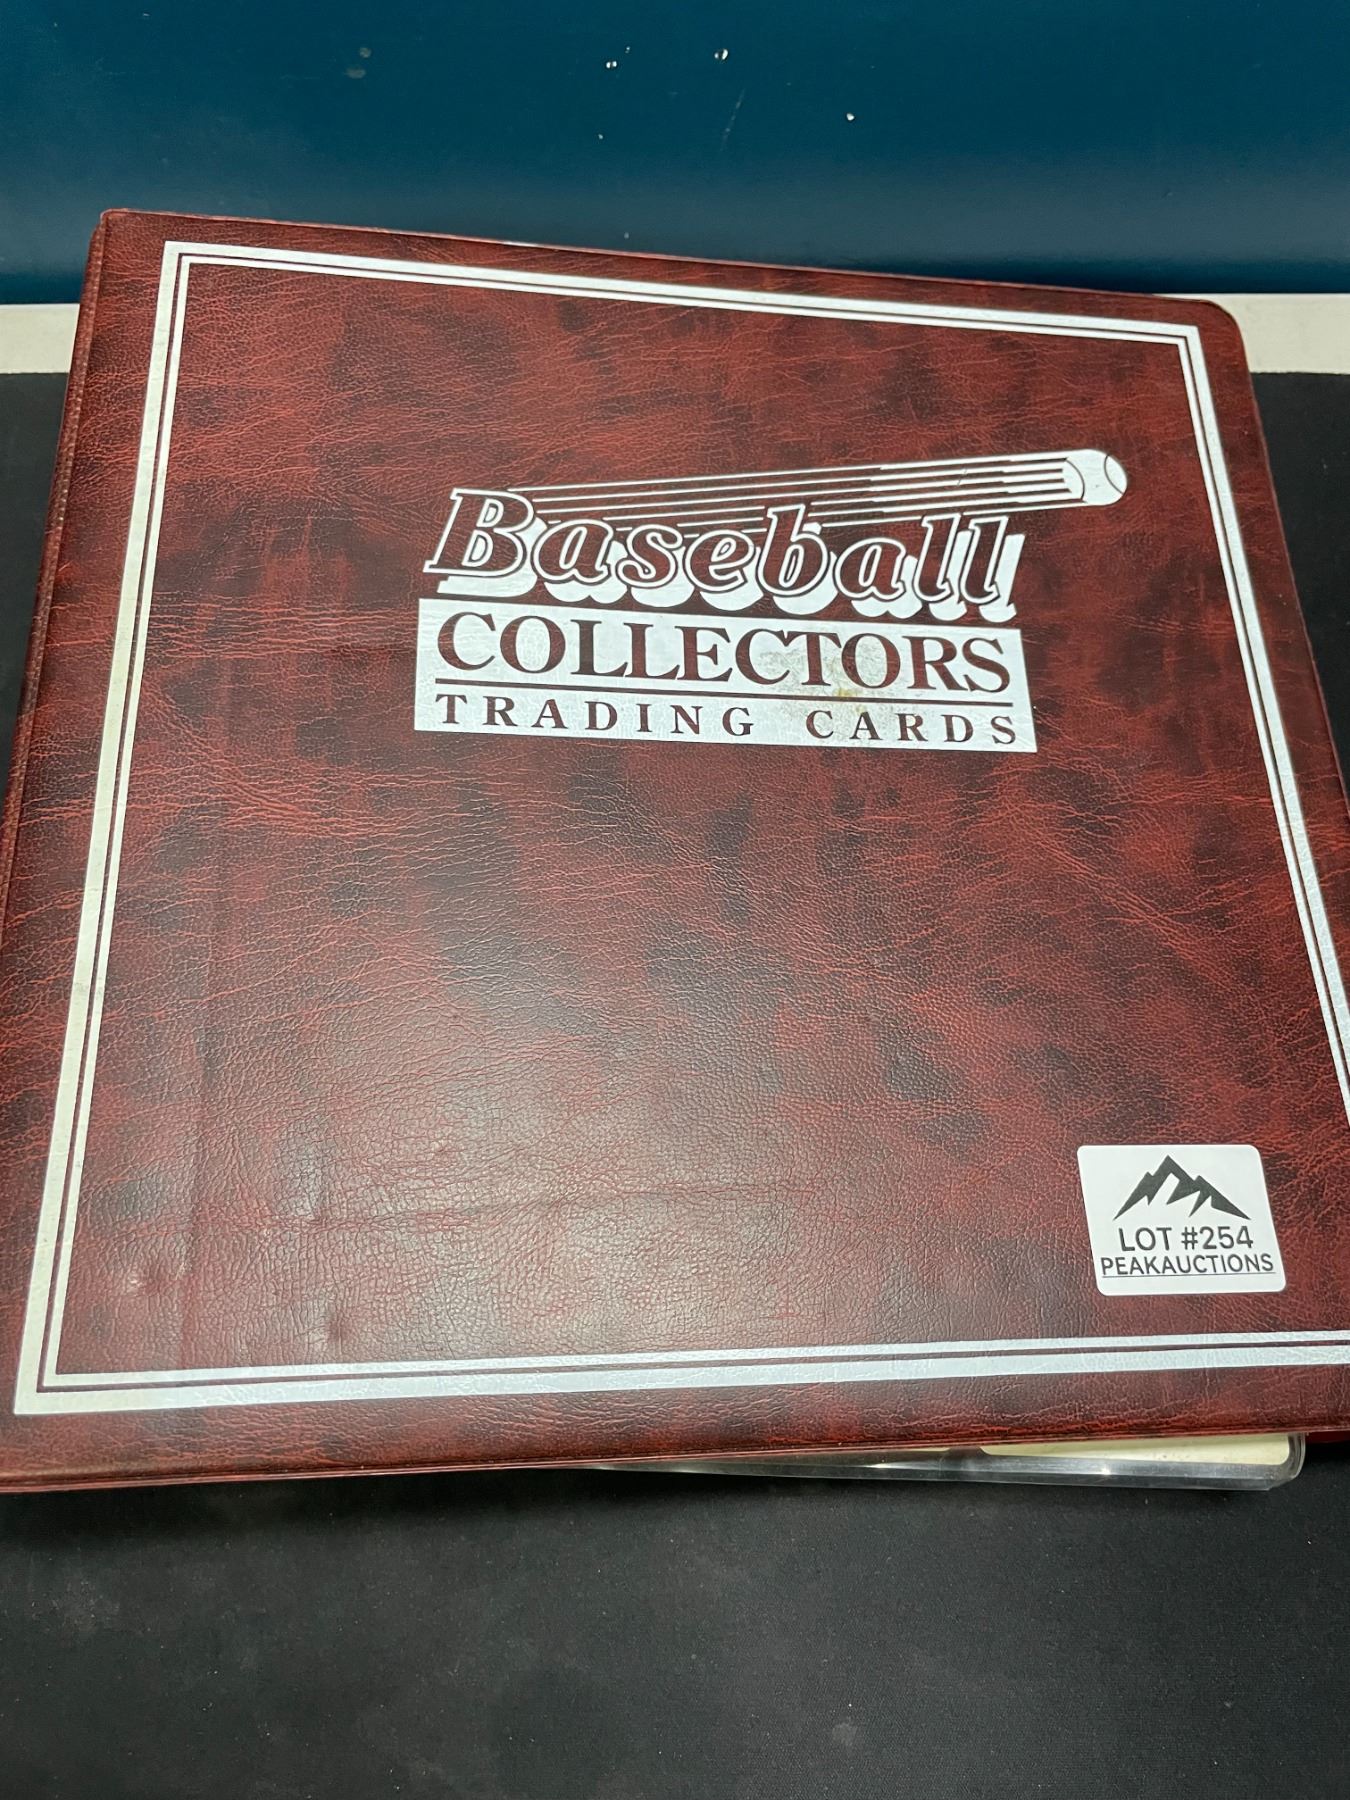 Baseball
COLLECTORS
TRADING CARDS
LOT #254
PEAKAUCTIONS